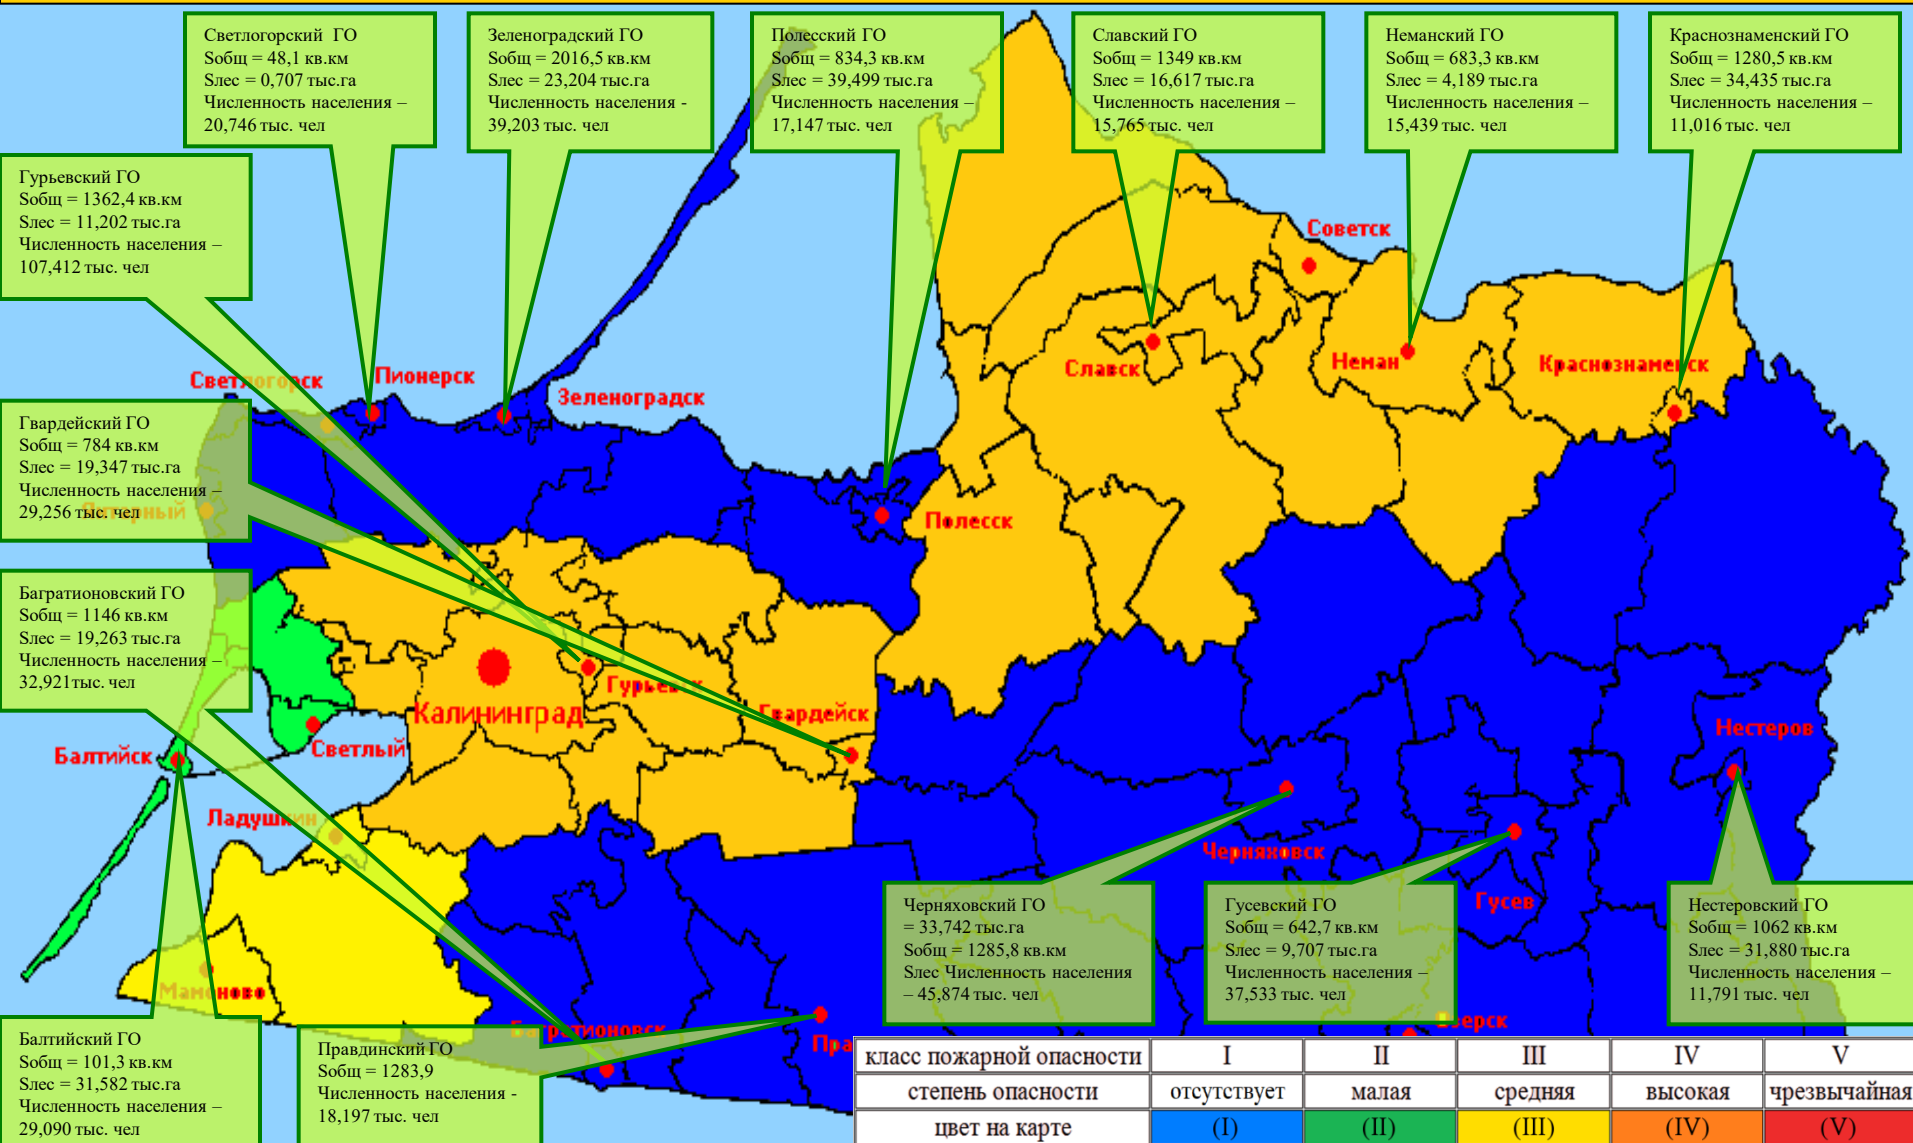 Светлогорский ГО
Sобщ = 48,1 кв.км
Sлес = 0,707 тыс.га
Численность населения –
20,746 тыс. чел
Зеленоградский ГО
Sобщ = 2016,5 кв.км
Sлес = 23,204 тыс.га
Численность населения -
39,203 тыс. чел
Полесский ГО
Sобщ = 834,3 кв.км
Sлес = 39,499 тыс.га
Численность населения –
17,147 тыс. чел
Славский ГО
Sобщ = 1349 кв.км
Sлес = 16,617 тыс.га
Численность населения –
15,765 тыс. чел
Неманский ГО
Sобщ = 683,3 кв.км
Sлес = 4,189 тыс.га
Численность населения –
15,439 тыс. чел
Краснознаменский ГО
Sобщ = 1280,5 кв.км
Sлес = 34,435 тыс.га
Численность населения –
11,016 тыс. чел
Гурьевский ГО
Sобщ = 1362,4 кв.км
Sлес = 11,202 тыс.га
Численность населения –
107,412 тыс. чел
Советск
Славск
Неман
Краснознаменск
Светлогорск
Пионерск
Зеленоградск
Гвардейский ГО
Sобщ = 784 кв.км
Sлес = 19,347 тыс.га
Численность населения –
29,256 тыс. чел
Янтарный
Полесск
Багратионовский ГО
Sобщ = 1146 кв.км
Sлес = 19,263 тыс.га
Численность населения –
32,921тыс. чел
Гурьевск
Калининград
Гвардейск
Нестеров
Светлый
Балтийск
Ладушкин
Черняховск
Гусев
Черняховский ГО
= 33,742 тыс.га
Sобщ = 1285,8 кв.км
Sлес Численность населения
– 45,874 тыс. чел
Гусевский ГО
Sобщ = 642,7 кв.км
Sлес = 9,707 тыс.га
Численность населения –
37,533 тыс. чел
Нестеровский ГО
Sобщ = 1062 кв.км
Sлес = 31,880 тыс.га
Численность населения –
11,791 тыс. чел
Мамоново
Багратионовск
Озерск
Пра
Балтийский ГО
Sобщ = 101,3 кв.км
Sлес = 31,582 тыс.га
Численность населения –
29,090 тыс. чел
Правдинский ГО
Sобщ = 1283,9
Численность населения -
18,197 тыс. чел
класс пожарной опасности I II III IV V
степень опасности отсутствует малая средняя высокая чрезвычайная
цвет на карте (I) (II) (III) (IV) (V)